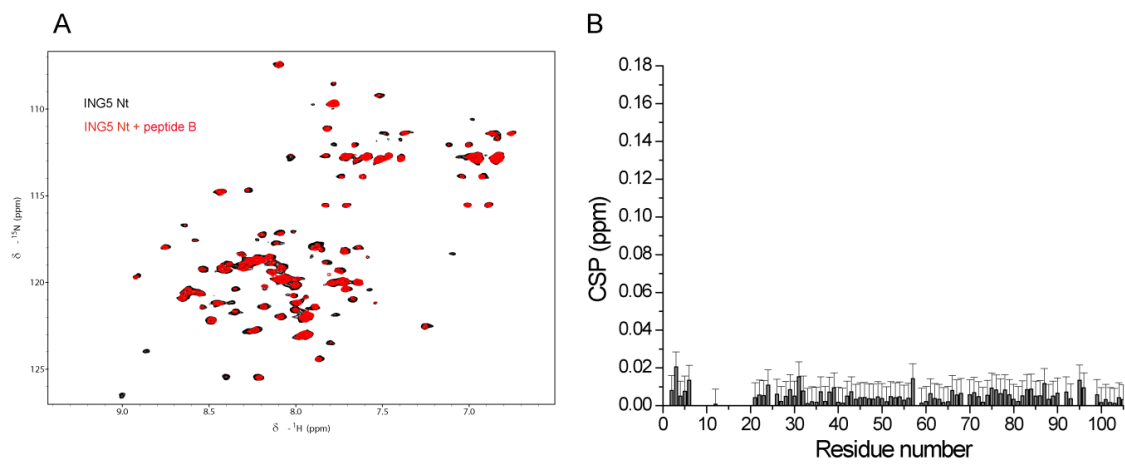 A
ING5 Nt
ING5 Nt + peptide B
110
115
120
125
δ - ¹⁵N (ppm)
9.0 8.5 8.0 7.5 7.0
δ - ¹H (ppm)
B
0.18
0.16
0.14
0.12
0.10
0.08
0.06
0.04
0.02
0.00
CSP (ppm)
0 10 20 30 40 50 60 70 80 90 100
Residue number